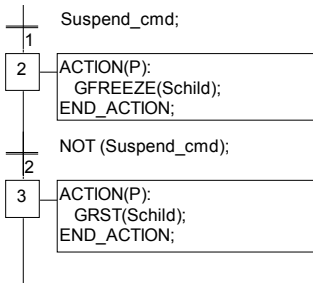 Suspend_cmd;
1
2
ACTION(P):
GFREEZE(Schild);
END_ACTION;
NOT (Suspend_cmd);
2
3
ACTION(P):
GRST(Schild);
END_ACTION;